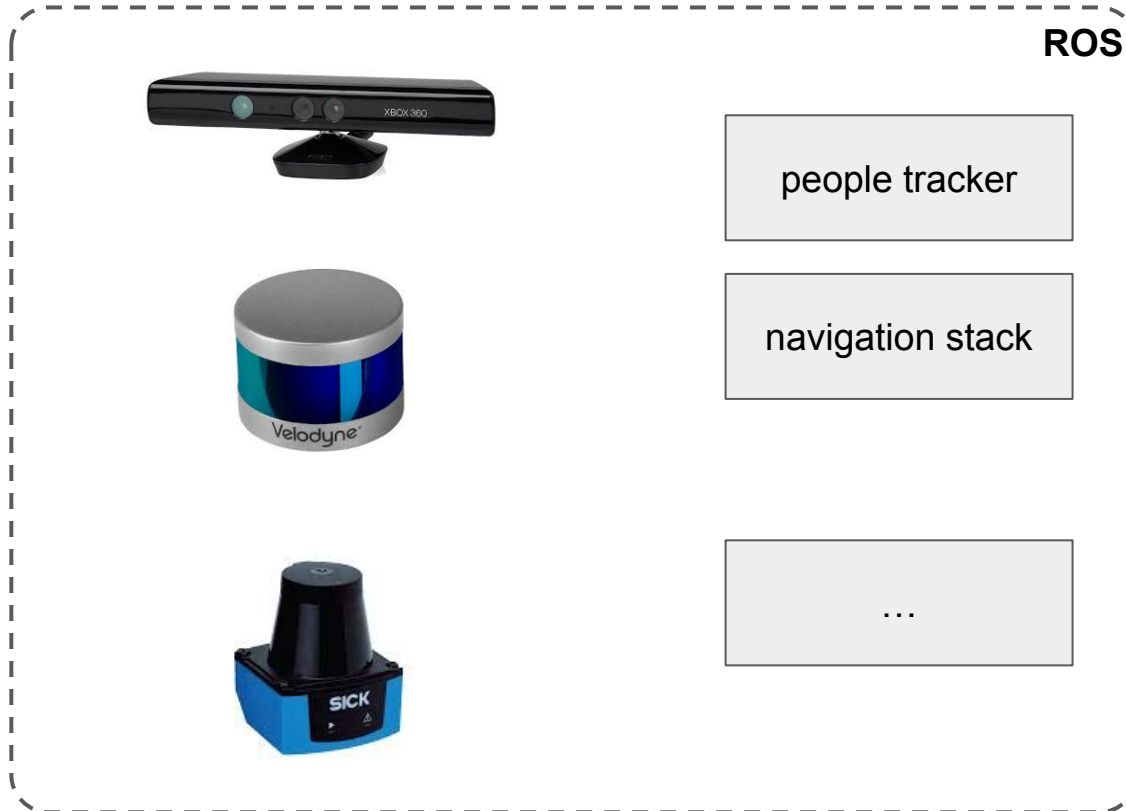 ROS
XBOX 360
people tracker
navigation stack
Velodyne
…
SICK